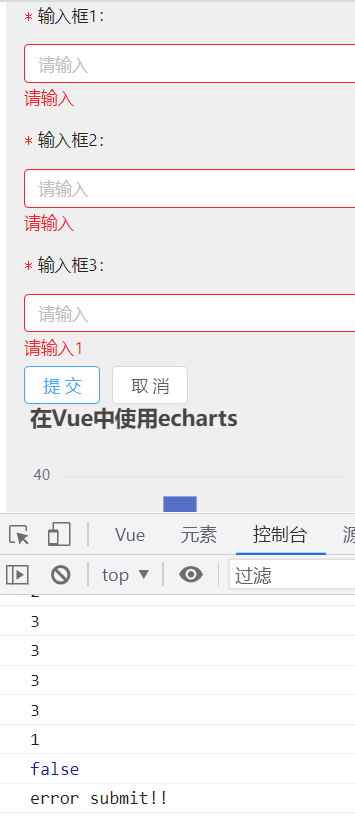 * 输入框1:
请输入
请输入
* 输入框2:
请输入
请输入
* 输入框3:
请输入
请输入1
提 交 取 消
在Vue中使用echarts
40
Vue 元素 控制台
top ▼ 过滤
3
3
3
3
1
false
error submit!!